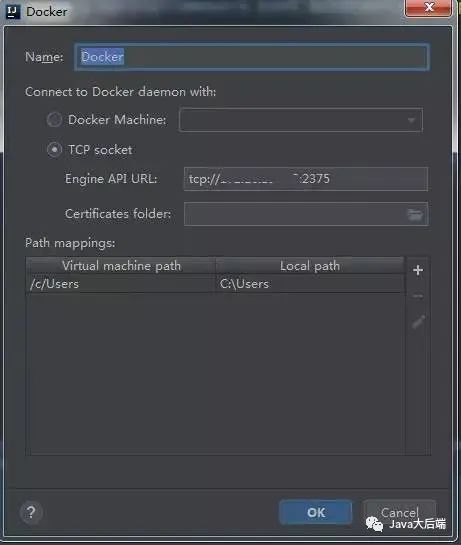 Docker
Name: Docker
Connect to Docker daemon with:
Docker Machine:
TCP socket
Engine API URL: tcp:// :2375
Certificates folder:
Path mappings:
Virtual machine path Local path
/c/Users C:\Users
? OK Cancel
Java大后端